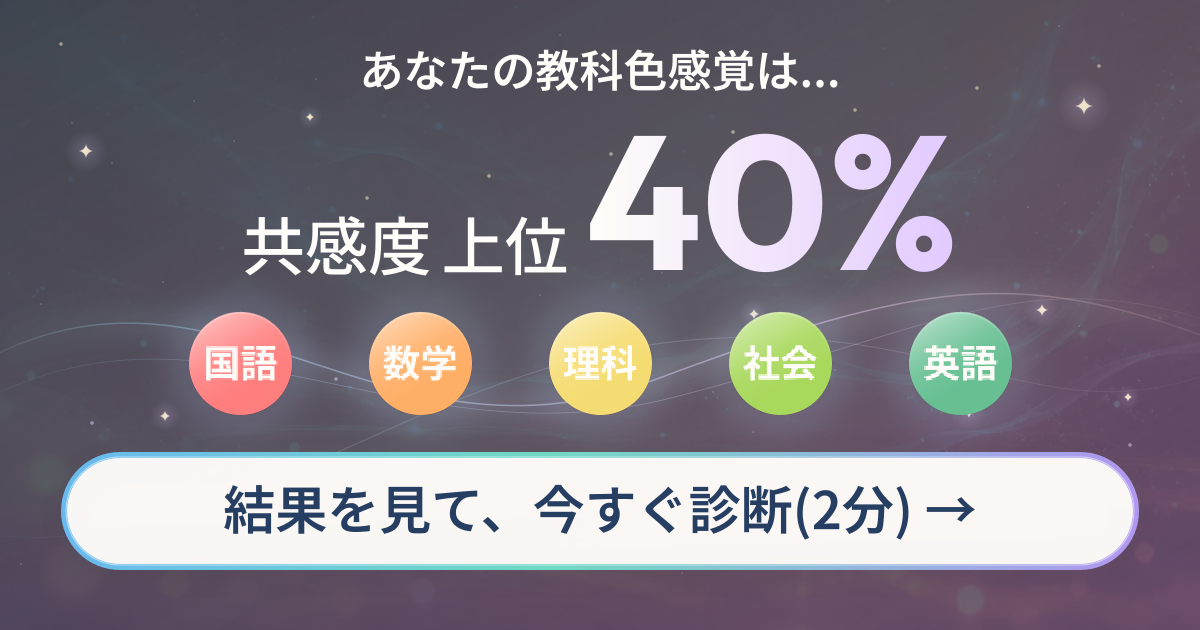 あなたの教科色感覚は...
共感度 上位 40%
国語 数学 理科 社会 英語
結果を見て、今すぐ診断(2分) →